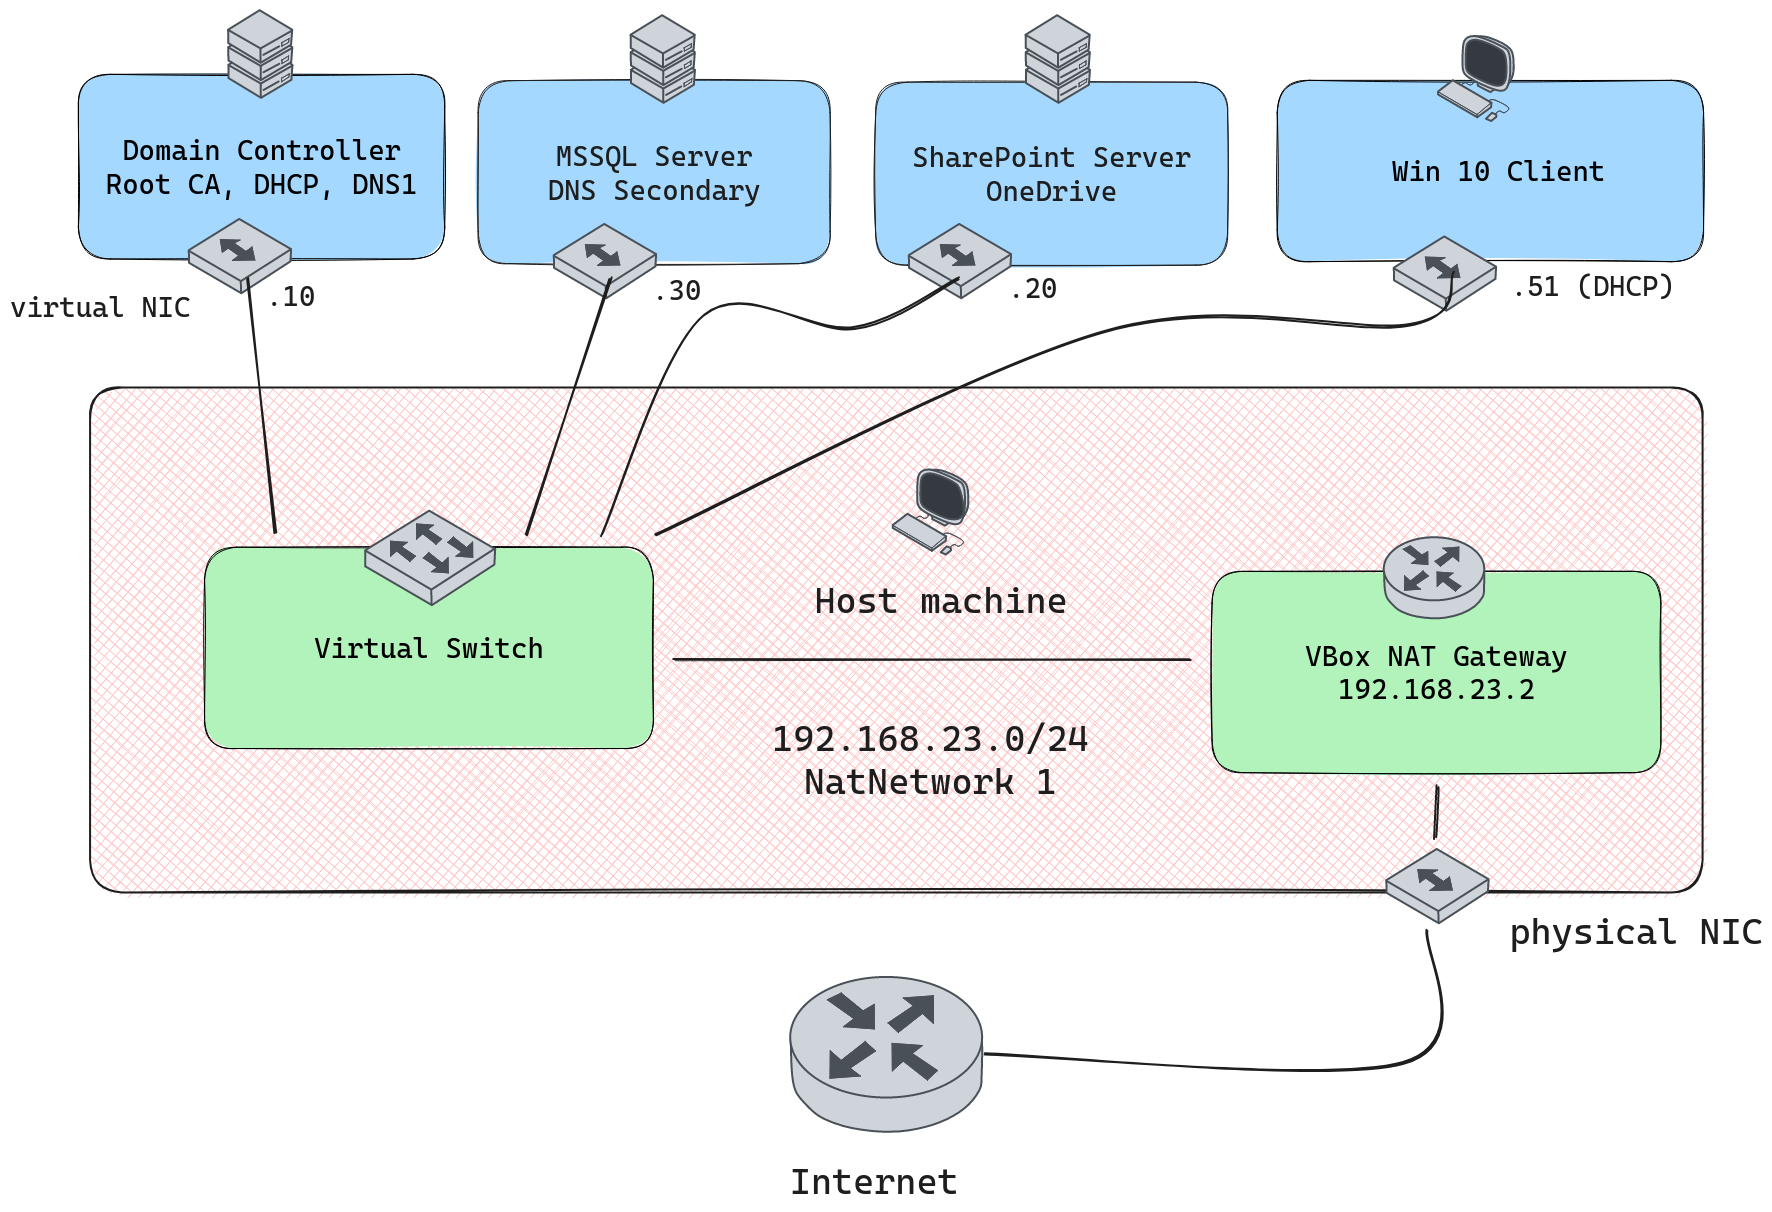 Domain Controller
Root CA, DHCP, DNS1
MSSQL Server
DNS Secondary
SharePoint Server
OneDrive
Win 10 Client
virtual NIC
.10
.30
.20
.51 (DHCP)
Host machine
Virtual Switch
VBox NAT Gateway
192.168.23.2
192.168.23.0/24
NatNetwork 1
physical NIC
Internet